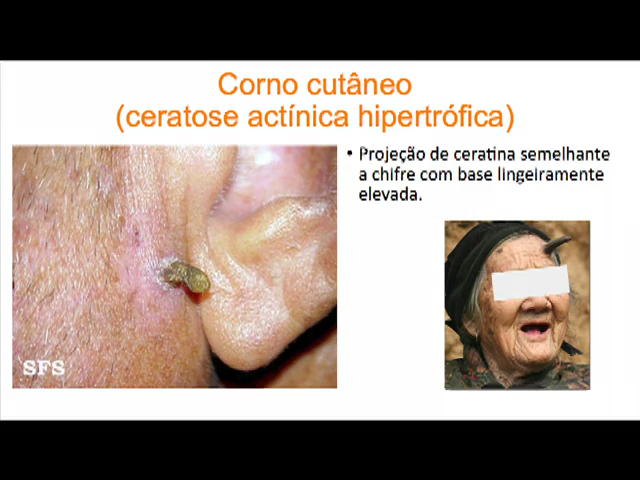 Corno cutâneo
(ceratose actínica hipertrófica)
• Projeção de ceratina semelhante
a chifre com base lingeiramente
elevada.
SFS